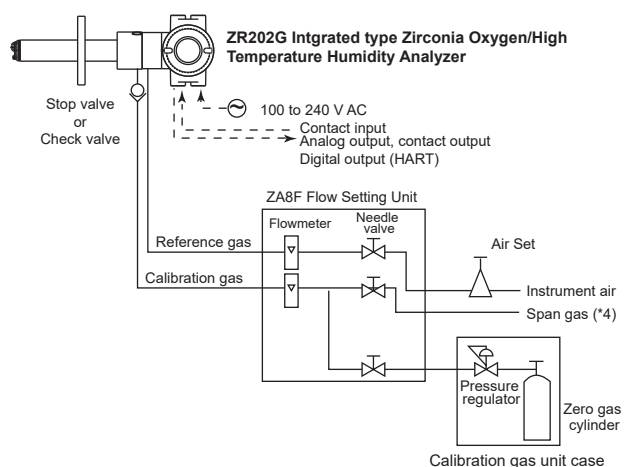 ZR202G Intgrated type Zirconia Oxygen/High
Temperature Humidity Analyzer
Stop valve
or
Check valve
100 to 240 V AC
Contact input
Analog output, contact output
Digital output (HART)
ZA8F Flow Setting Unit
Flowmeter
Needle
valve
Air Set
Reference gas
Calibration gas
Instrument air
Span gas (*4)
Pressure
regulator
Zero gas
cylinder
Calibration gas unit case